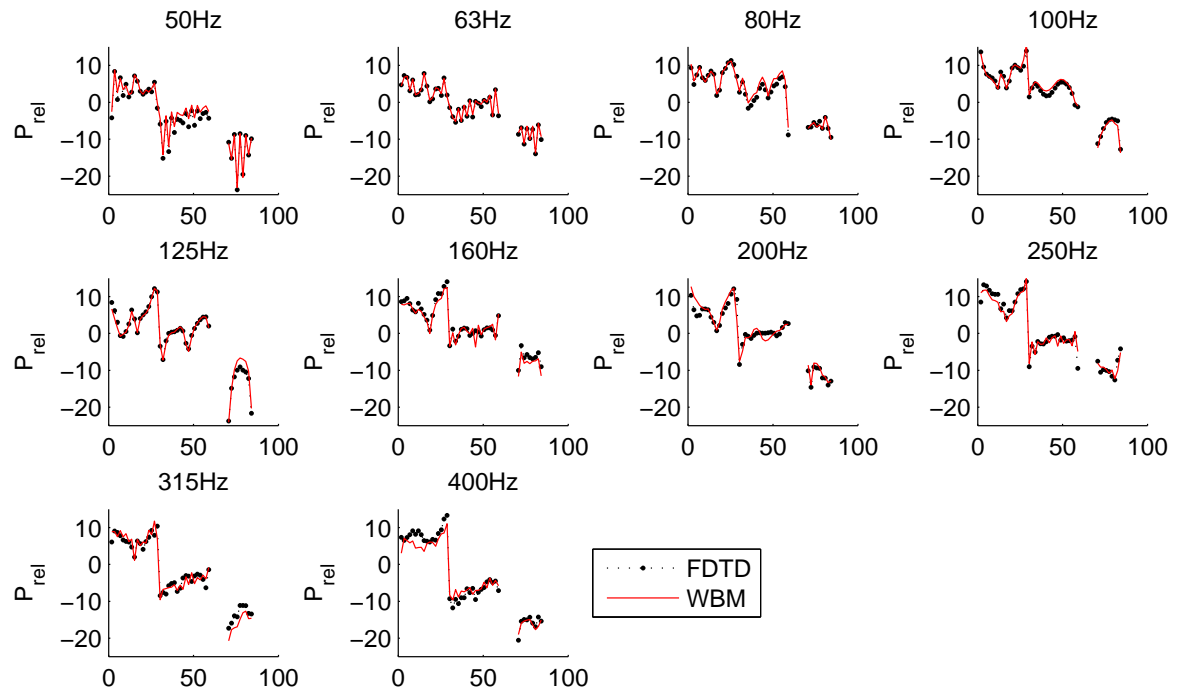 50Hz 63Hz 80Hz 100Hz
P_rel 10 0 −10 −20 P_rel 10 0 −10 −20 P_rel 10 0 −10 −20 P_rel 10 0 −10 −20
0 50 100 0 50 100 0 50 100 0 50 100
125Hz 160Hz 200Hz 250Hz
P_rel 10 0 −10 −20 P_rel 10 0 −10 −20 P_rel 10 0 −10 −20 P_rel 10 0 −10 −20
0 50 100 0 50 100 0 50 100 0 50 100
315Hz 400Hz
P_rel 10 0 −10 −20 P_rel 10 0 −10 −20
0 50 100 0 50 100
FDTD
WBM